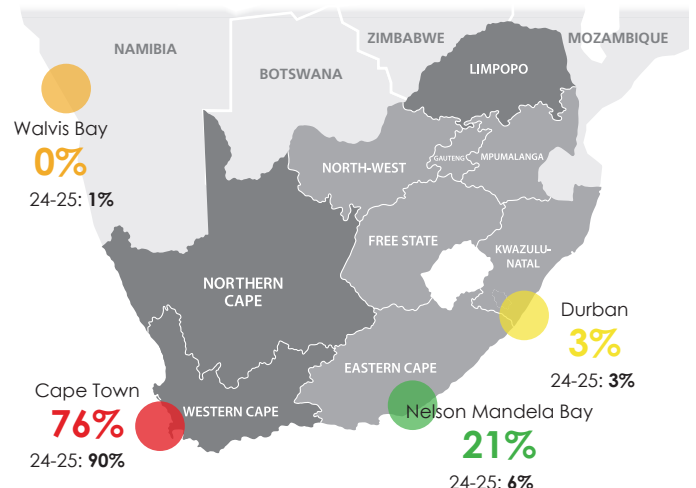 NAMIBIA
ZIMBABWE
MOZAMBIQUE
BOTSWANA
LIMPOPO
Walvis Bay
0%
24-25: 1%
NORTH-WEST
GAUTENG
MPUMALANGA
FREE STATE
KWAZULU-
NATAL
NORTHERN
CAPE
Durban
3%
24-25: 3%
EASTERN CAPE
Cape Town
76%
24-25: 90%
WESTERN CAPE
Nelson Mandela Bay
21%
24-25: 6%